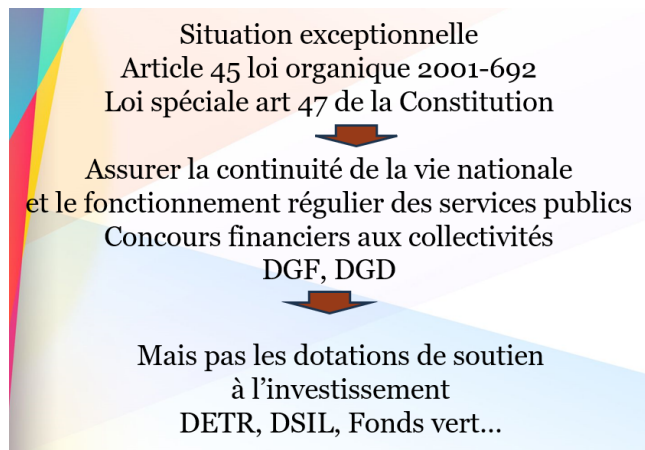 Situation exceptionnelle
Article 45 loi organique 2001-692
Loi spéciale art 47 de la Constitution
Assurer la continuité de la vie nationale
et le fonctionnement régulier des services publics
Concours financiers aux collectivités
DGF, DGD
Mais pas les dotations de soutien
à l’investissement
DETR, DSIL, Fonds vert…